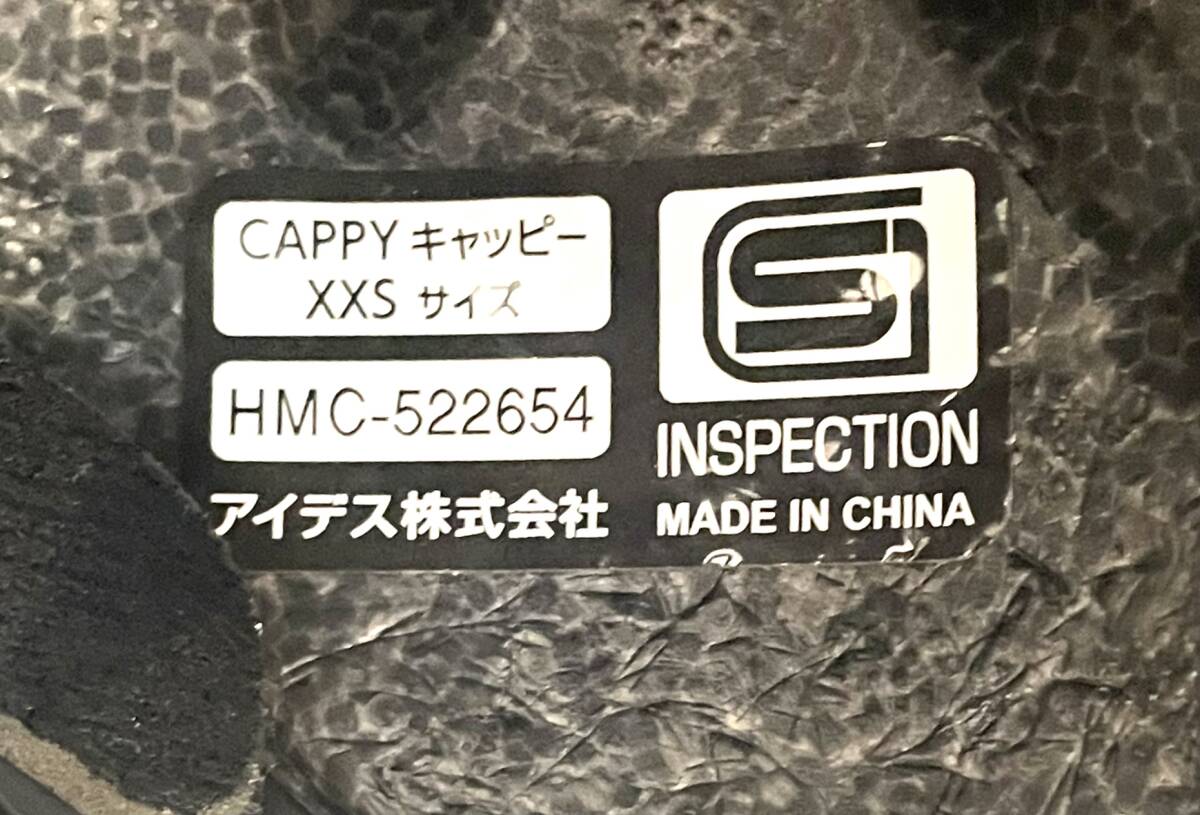 CAPPY キャッピー
XXS サイズ
HMC-522654
アイデス株式会社
SG
INSPECTION
MADE IN CHINA